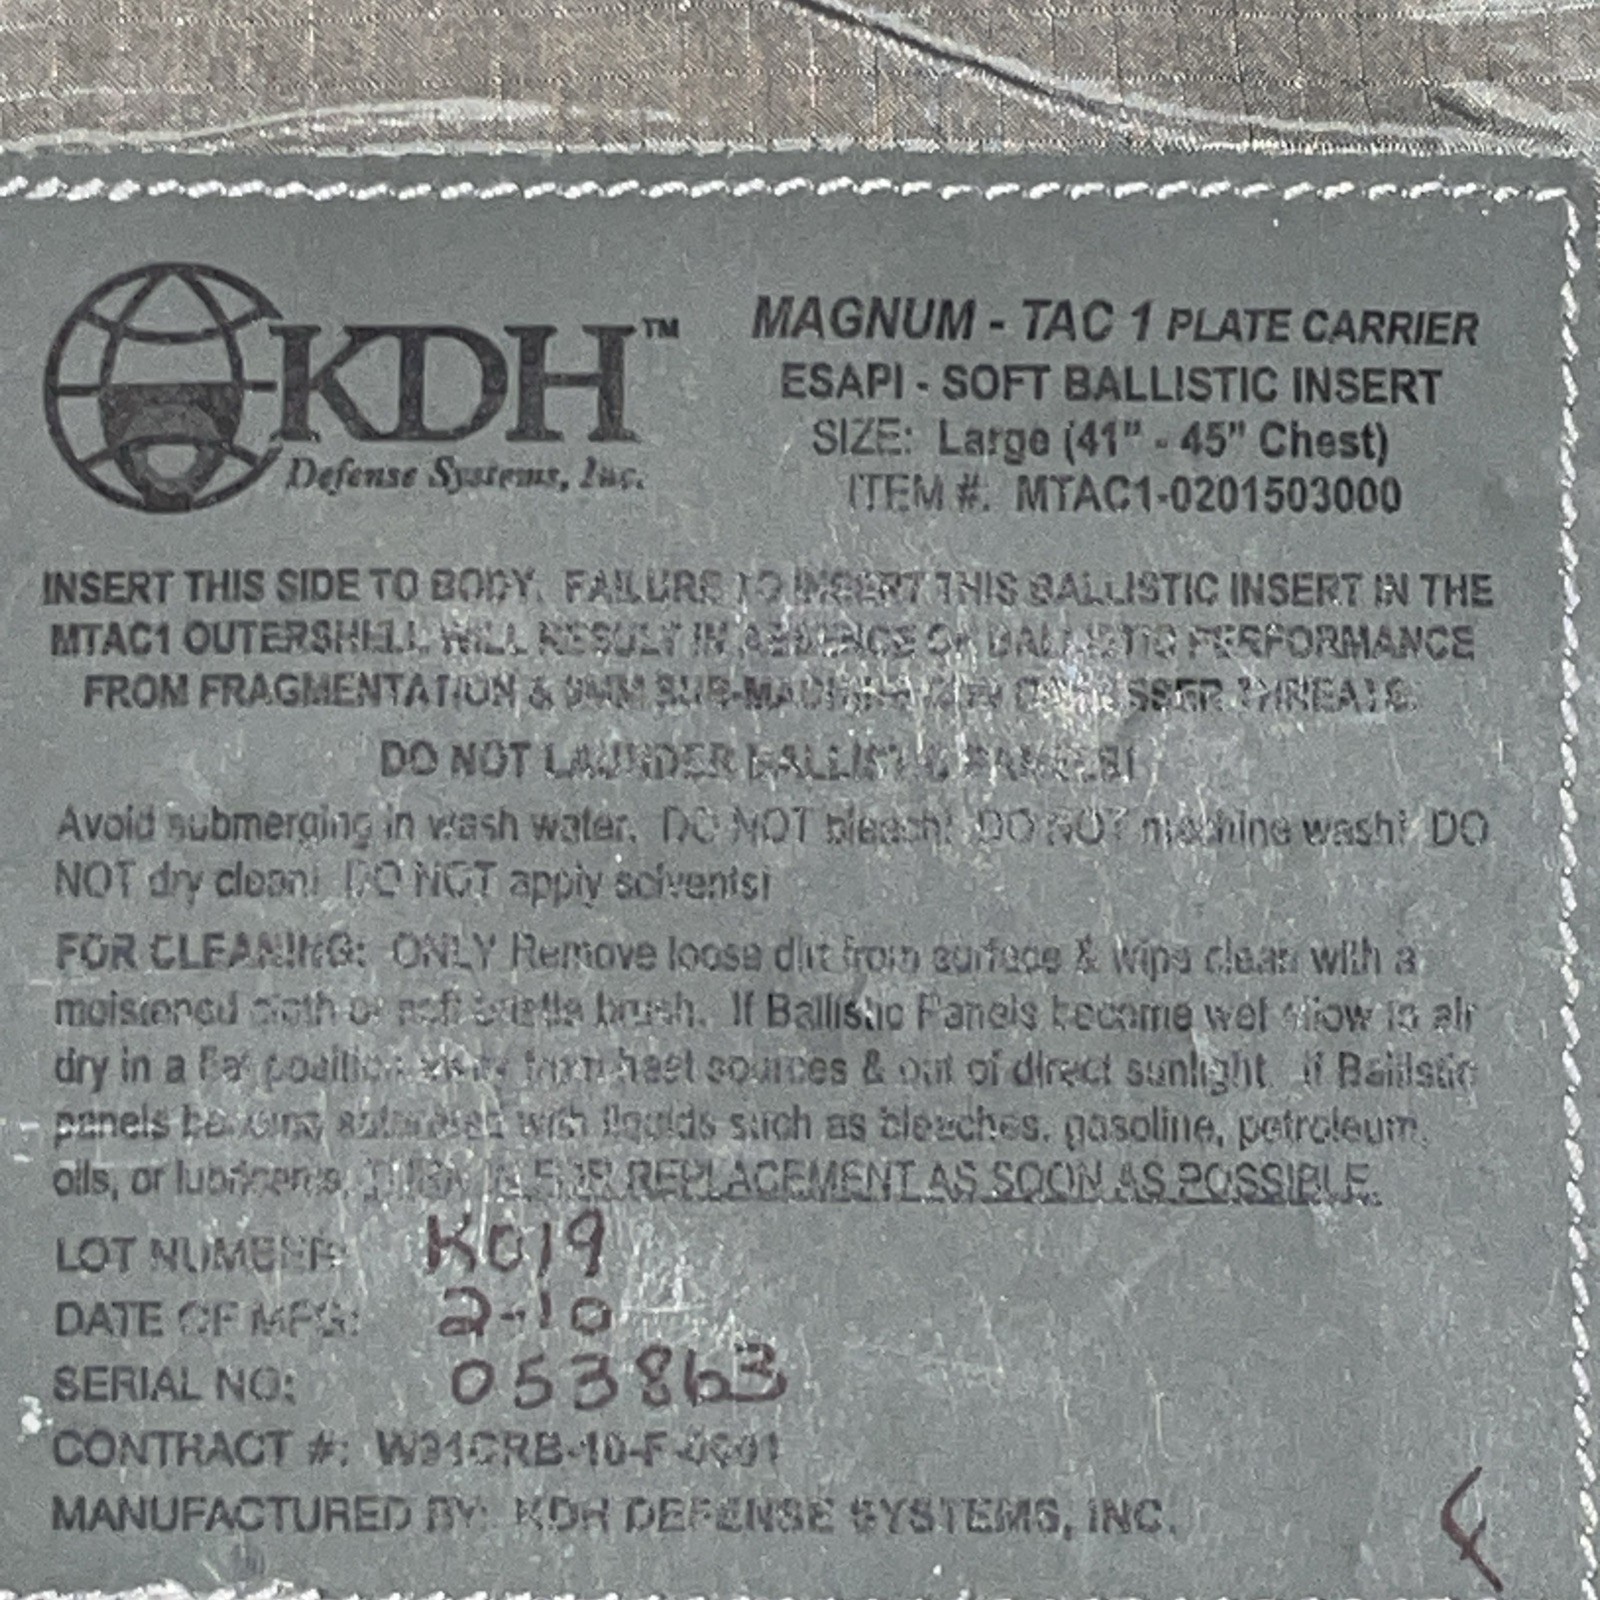 KDH™
Defense Systems, Inc.
MAGNUM - TAC 1 PLATE CARRIER
ESAPI - SOFT BALLISTIC INSERT
SIZE: Large (41" - 45" Chest)
ITEM #. MTAC1-0201503000
INSERT THIS SIDE TO BODY. FAILURE TO INSERT THIS BALLISTIC INSERT IN THE
MTAC1 OUTERSHELL WILL RESULT IN ABSENCE OF BALLISTIC PERFORMANCE
FROM FRAGMENTATION & 9MM SUB-MACHINE GUN OR LESSER THREATS.
DO NOT LAUNDER BALLISTIC PANELS!
Avoid submerging in wash water. DO NOT bleach! DO NOT machine wash! DO
NOT dry clean! DO NOT apply solvents!
FOR CLEANING: ONLY Remove loose dirt from surface & wipe clean with a
moistened cloth or soft bristle brush. If Ballistic Panels become wet allow to air
dry in a flat position away from heat sources & out of direct sunlight. If Ballistic
panels become saturated with liquids such as bleaches, gasoline, petroleum,
oils, or lubricants, TURN IN FOR REPLACEMENT AS SOON AS POSSIBLE.
LOT NUMBER: K019
DATE OF MFG: 2-10
SERIAL NO: 053863
CONTRACT #:
MANUFACTURED BY: KDH DEFENSE SYSTEMS, INC.